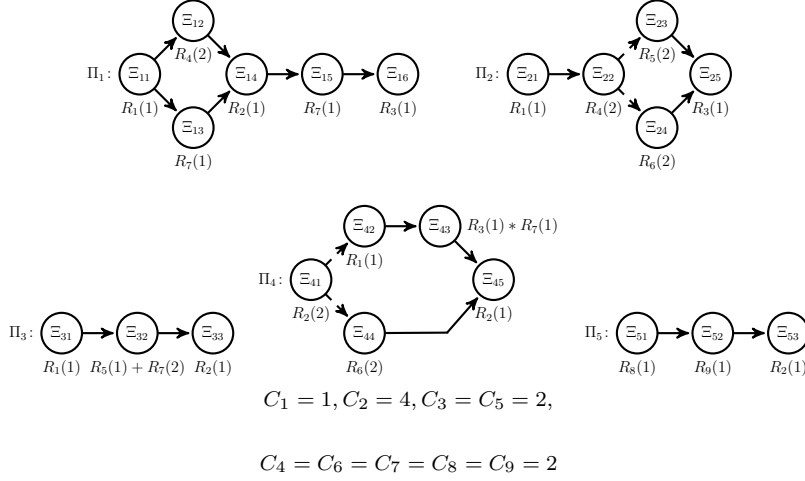 Ξ₁₂
Ξ₂₃
R₄(2)
R₅(2)
Π₁: Ξ₁₁ Ξ₁₄ Ξ₁₅ Ξ₁₆
Π₂: Ξ₂₁ Ξ₂₂ Ξ₂₅
R₁(1) R₂(1) R₇(1) R₃(1)
R₁(1) R₄(2) R₃(1)
Ξ₁₃
Ξ₂₄
R₇(1)
R₆(2)
Ξ₄₂ Ξ₄₃ R₃(1) * R₇(1)
R₁(1)
Π₄: Ξ₄₁ Ξ₄₅
R₂(2) R₂(1)
Π₃: Ξ₃₁ Ξ₃₂ Ξ₃₃
Ξ₄₄
Π₅: Ξ₅₁ Ξ₅₂ Ξ₅₃
R₁(1) R₅(1) + R₇(2) R₂(1)
R₆(2)
R₈(1) R₉(1) R₂(1)
C₁ = 1, C₂ = 4, C₃ = C₅ = 2,
C₄ = C₆ = C₇ = C₈ = C₉ = 2